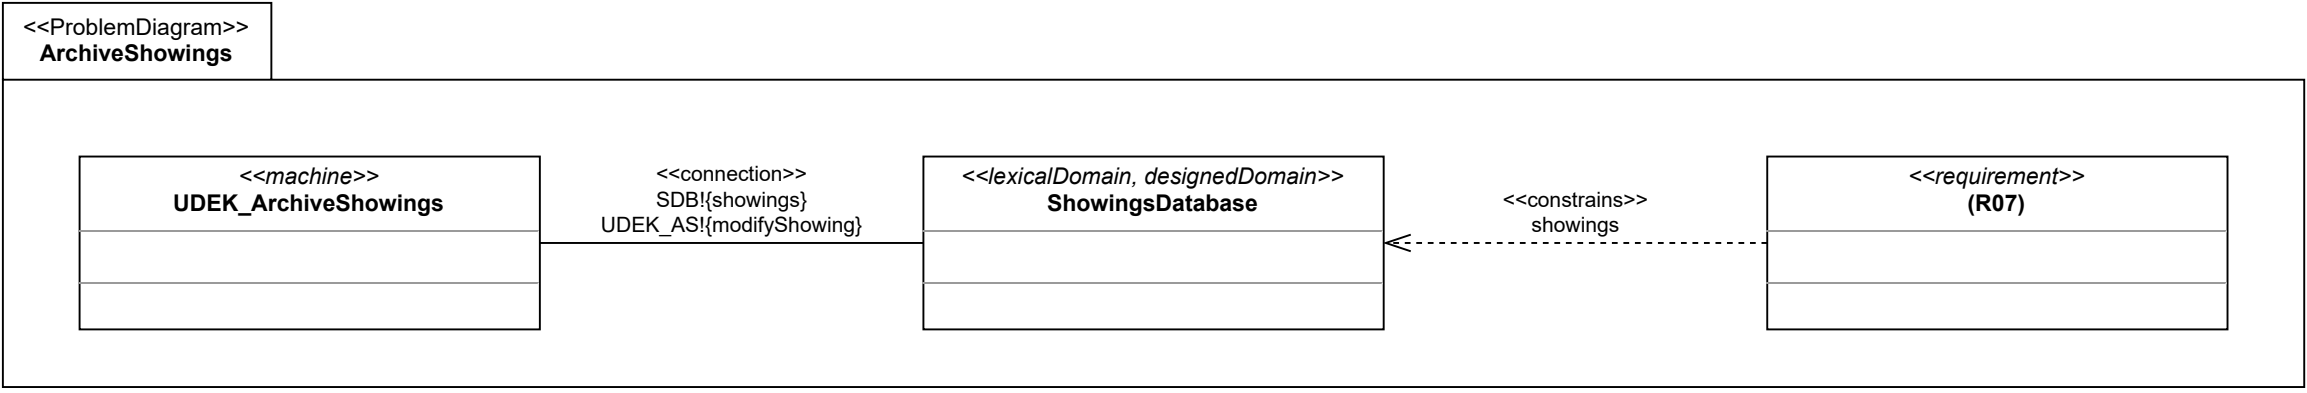 <<ProblemDiagram>>
ArchiveShowings
<<machine>>
UDEK_ArchiveShowings
<<connection>>
SDB!{showings}
UDEK_AS!{modifyShowing}
<<lexicalDomain, designedDomain>>
ShowingsDatabase
<<constrains>>
showings
<<requirement>>
(R07)